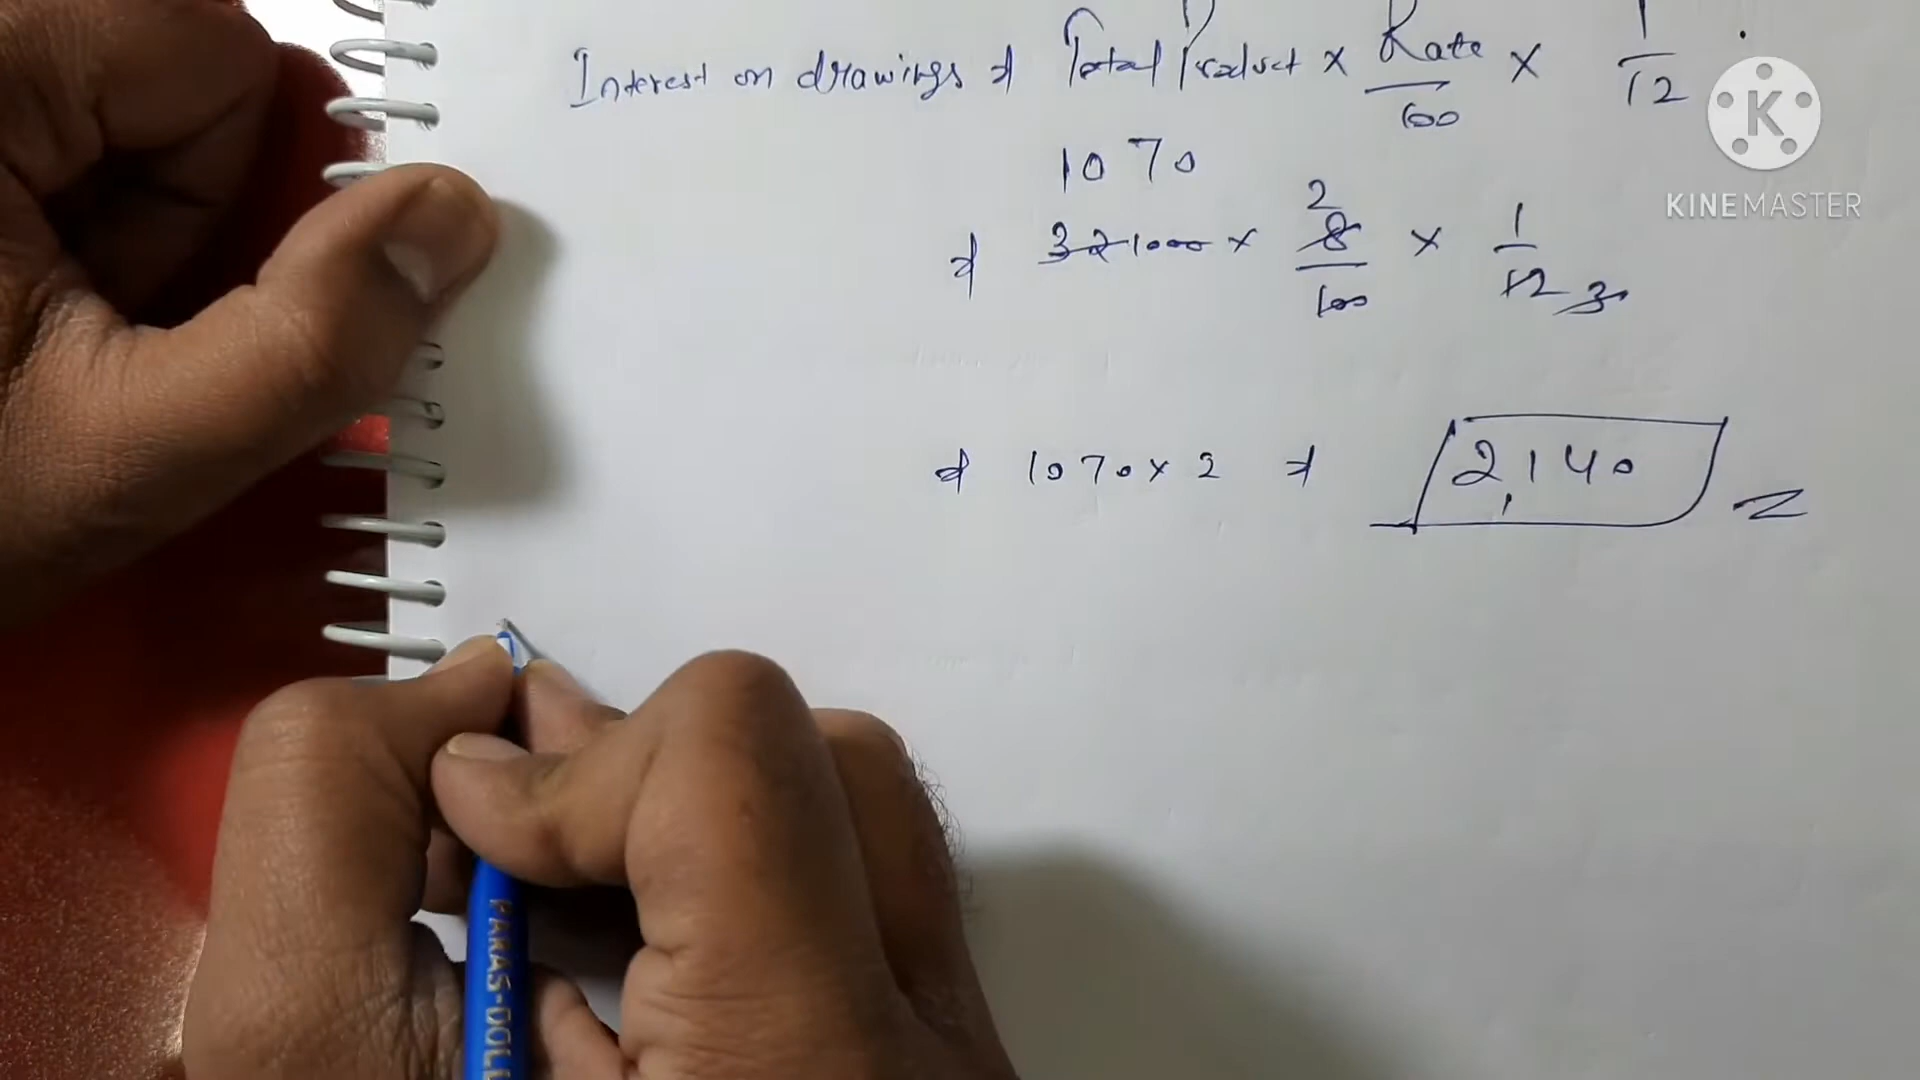 Interest on drawings ⇒ Total Product × Rate/100 × 1/12
K
KINEMASTER
1070
2
⇒ 321000 × 8/100 × 1/12 3
⇒ 1070 × 2 ⇒ 2,140
PARAS-DOLL